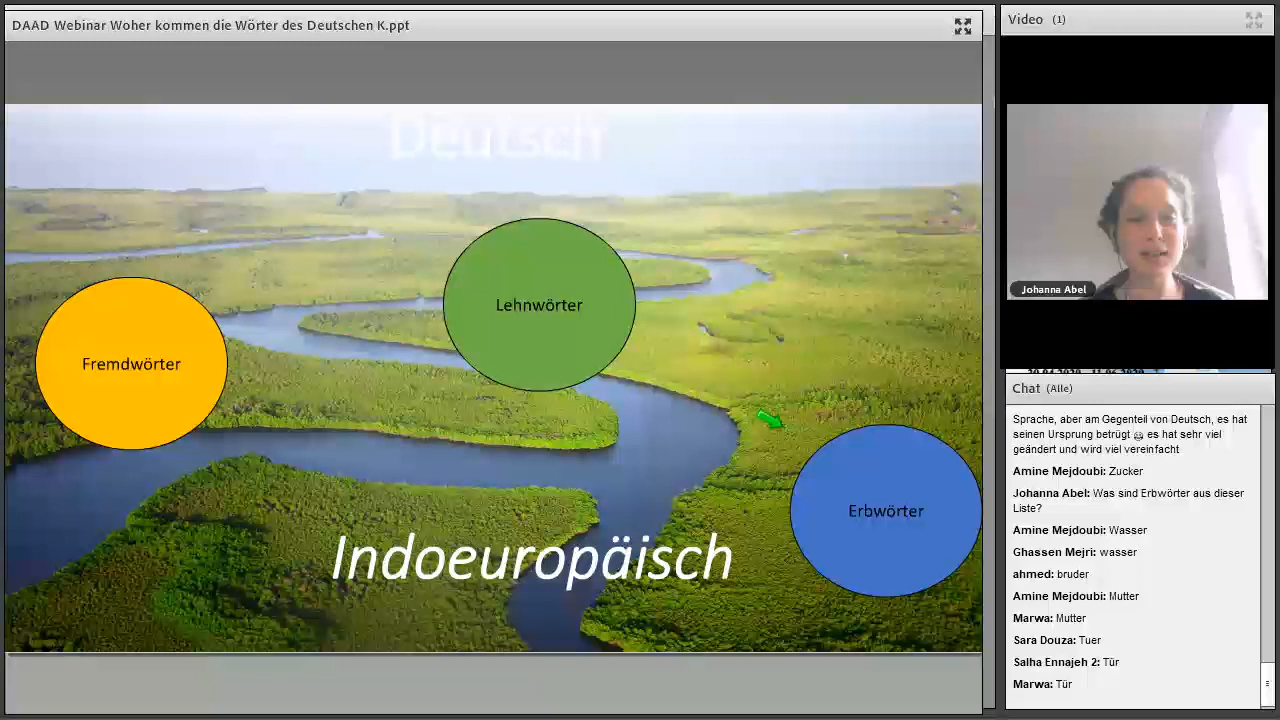 DAAD Webinar Woher kommen die Wörter des Deutschen K.ppt
Deutsch
Lehnwörter
Fremdwörter
Erbwörter
Indoeuropäisch
Video (1)
Johanna Abel
Chat (Alle)
Sprache, aber am Gegenteil von Deutsch, es hat
seinen Ursprung betrügt es hat sehr viel
geändert und wird viel vereinfacht
Amine Mejdoubi: Zucker
Johanna Abel: Was sind Erbwörter aus dieser
Liste?
Amine Mejdoubi: Wasser
Ghassen Mejri: wasser
ahmed: bruder
Amine Mejdoubi: Mutter
Marwa: Mutter
Sara Douza: Tuer
Salha Ennajeh 2: Tür
Marwa: Tür